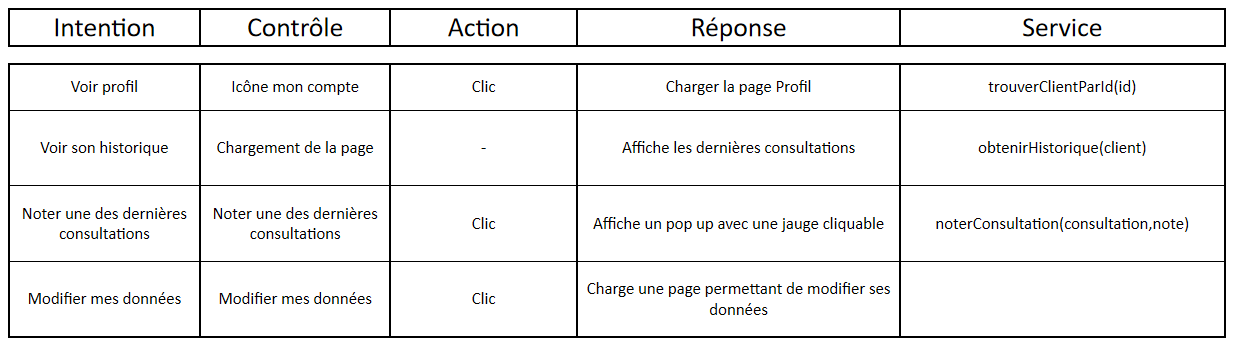 Intention Contrôle Action Réponse Service
Voir profil Icône mon compte Clic Charger la page Profil trouverClientParId(id)
Voir son historique Chargement de la page - Affiche les dernières consultations obtenirHistorique(client)
Noter une des dernières
consultations
Noter une des dernières
consultations
Clic
Affiche un pop up avec une jauge cliquable
noterConsultation(consultation,note)
Modifier mes données
Modifier mes données
Clic
Charge une page permettant de modifier ses
données